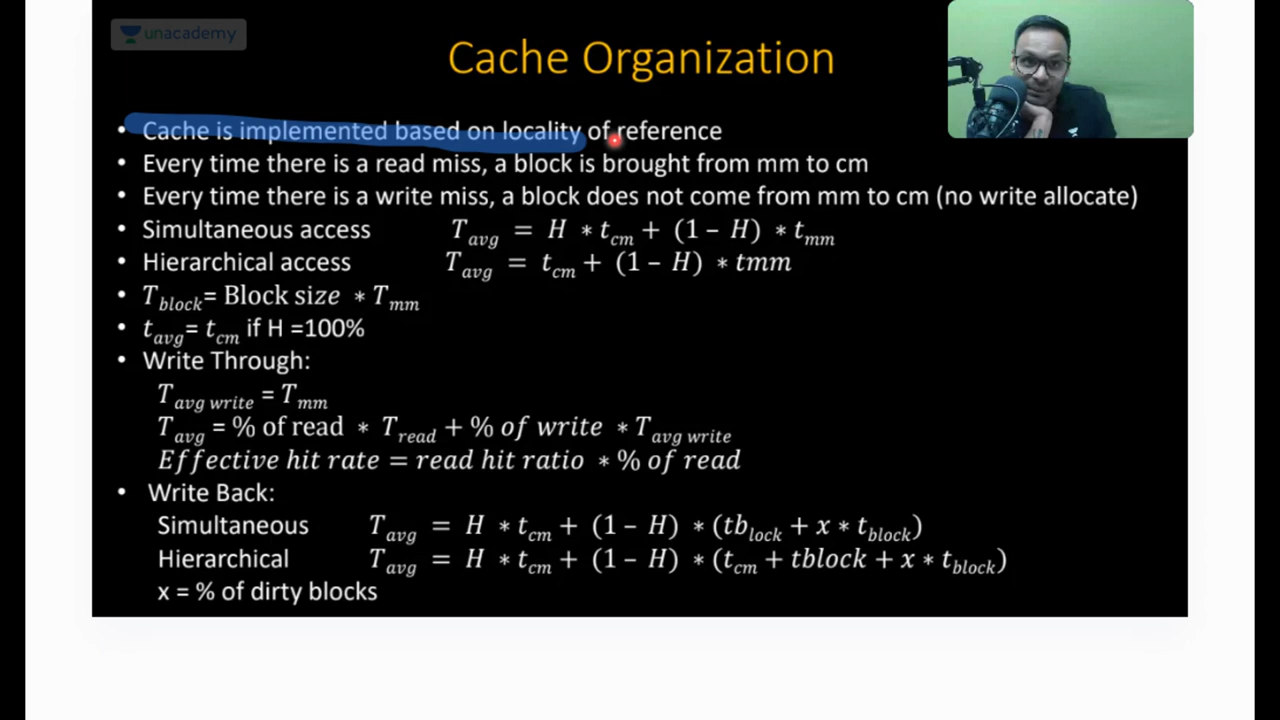 unacademy
Cache Organization
• Cache is implemented based on locality of reference
• Every time there is a read miss, a block is brought from mm to cm
• Every time there is a write miss, a block does not come from mm to cm (no write allocate)
• Simultaneous access T_avg = H * t_cm + (1 – H) * t_mm
• Hierarchical access T_avg = t_cm + (1 – H) * tmm
• T_block= Block size * T_mm
• t_avg= t_cm if H =100%
• Write Through:
T_avg write = T_mm
T_avg = % of read * T_read + % of write * T_avg write
Effective hit rate = read hit ratio * % of read
• Write Back:
Simultaneous T_avg = H * t_cm + (1 – H) * (tb_lock + x * t_block)
Hierarchical T_avg = H * t_cm + (1 – H) * (t_cm + tblock + x * t_block)
x = % of dirty blocks